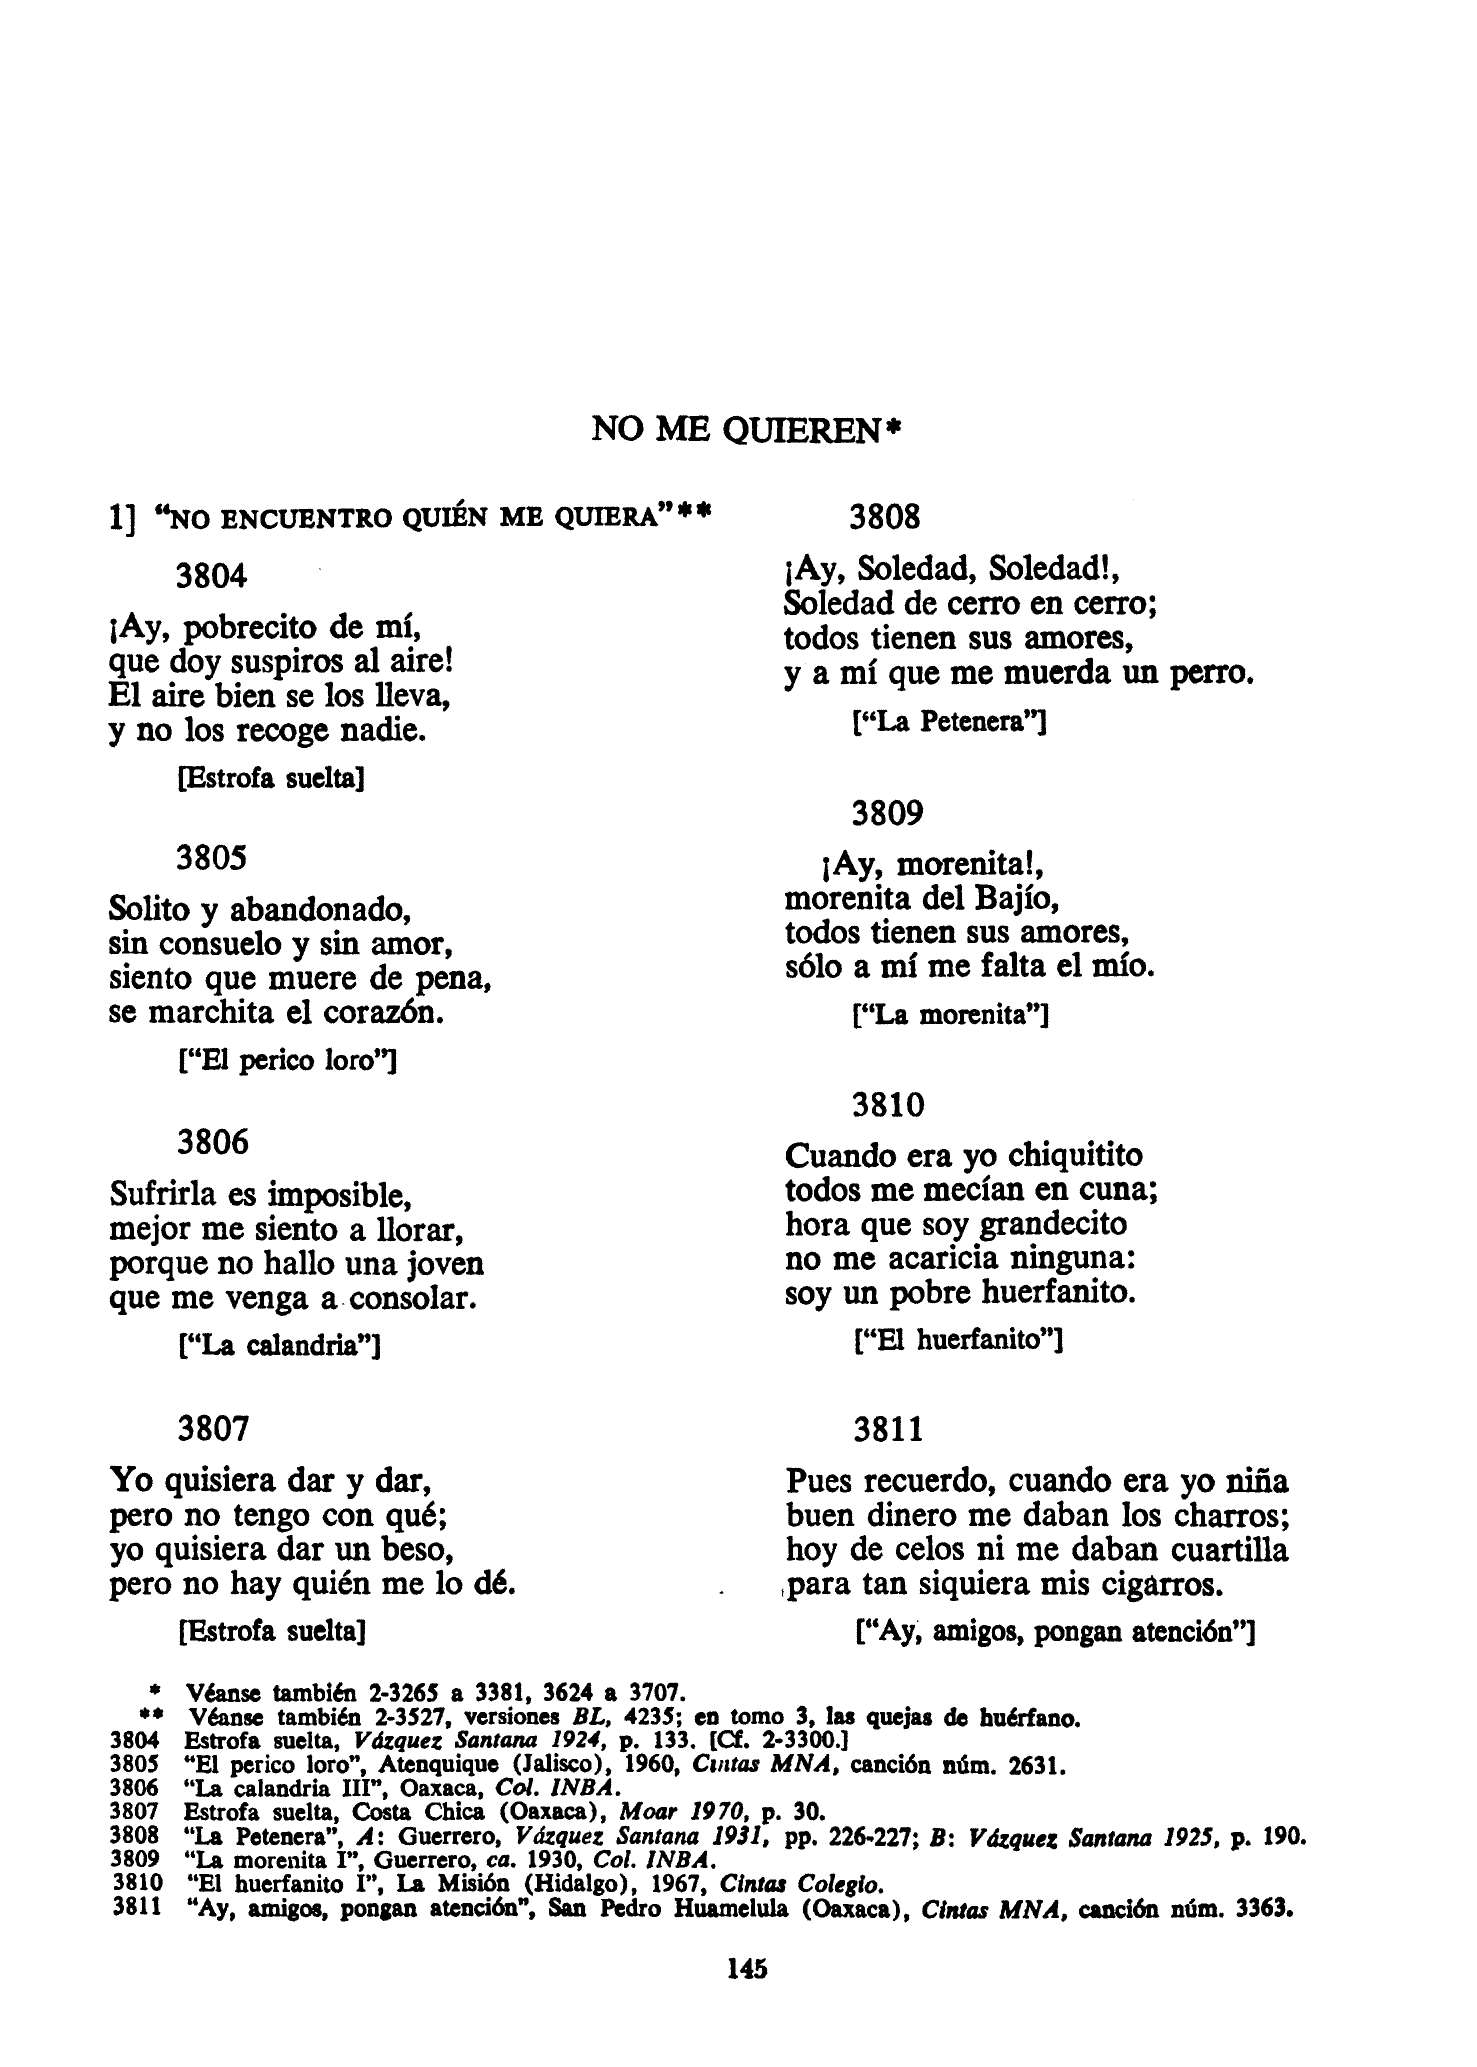 NO ME QUIEREN*
1] “NO ENCUENTRO QUIÉN ME QUIERA”**
3804
¡Ay, pobrecito de mí,
que doy suspiros al aire!
El aire bien se los lleva,
y no los recoge nadie.
[Estrofa suelta]
3805
Solito y abandonado,
sin consuelo y sin amor,
siento que muere de pena,
se marchita el corazón.
[“El perico loro”]
3806
Sufrirla es imposible,
mejor me siento a llorar,
porque no hallo una joven
que me venga a consolar.
[“La calandria”]
3807
Yo quisiera dar y dar,
pero no tengo con qué;
yo quisiera dar un beso,
pero no hay quién me lo dé.
[Estrofa suelta]
3808
¡Ay, Soledad, Soledad!,
Soledad de cerro en cerro;
todos tienen sus amores,
y a mí que me muerda un perro.
[“La Petenera”]
3809
¡Ay, morenita!,
morenita del Bajío,
todos tienen sus amores,
sólo a mí me falta el mío.
[“La morenita”]
3810
Cuando era yo chiquitito
todos me mecían en cuna;
hora que soy grandecito
no me acaricia ninguna:
soy un pobre huerfanito.
[“El huerfanito”]
3811
Pues recuerdo, cuando era yo niña
buen dinero me daban los charros;
hoy de celos ni me daban cuartilla
para tan siquiera mis cigarros.
[“Ay, amigos, pongan atención”]
* Véanse también 2-3265 a 3381, 3624 a 3707.
** Véanse también 2-3527, versiones BL, 4235; en tomo 3, las quejas de huérfano.
3804 Estrofa suelta, Vázquez Santana 1924, p. 133. [Cf. 2-3300.]
3805 “El perico loro”, Atenquique (Jalisco), 1960, Cintas MNA, canción núm. 2631.
3806 “La calandria III”, Oaxaca, Col. INBA.
3807 Estrofa suelta, Costa Chica (Oaxaca), Moar 1970, p. 30.
3808 “La Petenera”, A: Guerrero, Vázquez Santana 1931, pp. 226-227; B: Vázquez Santana 1925, p. 190.
3809 “La morenita I”, Guerrero, ca. 1930, Col. INBA.
3810 “El huerfanito I”, La Misión (Hidalgo), 1967, Cintas Colegio.
3811 “Ay, amigos, pongan atención”, San Pedro Huamelula (Oaxaca), Cintas MNA, canción núm. 3363.
145